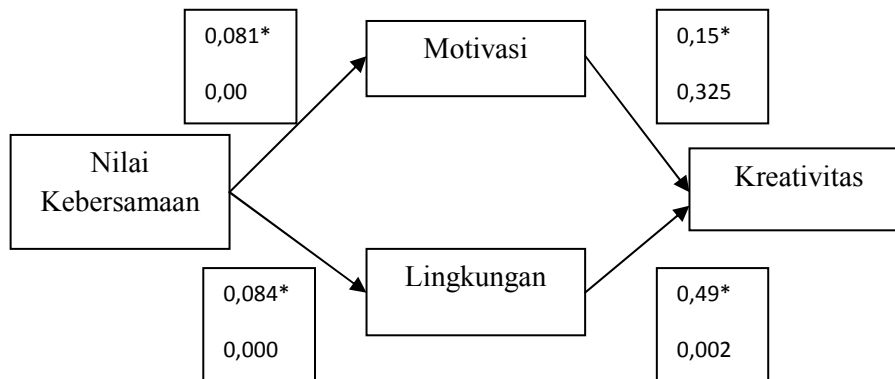 0,081*
0,00
Motivasi
0,15*
0,325
Nilai
Kebersamaan
Kreativitas
0,084*
0,000
Lingkungan
0,49*
0,002